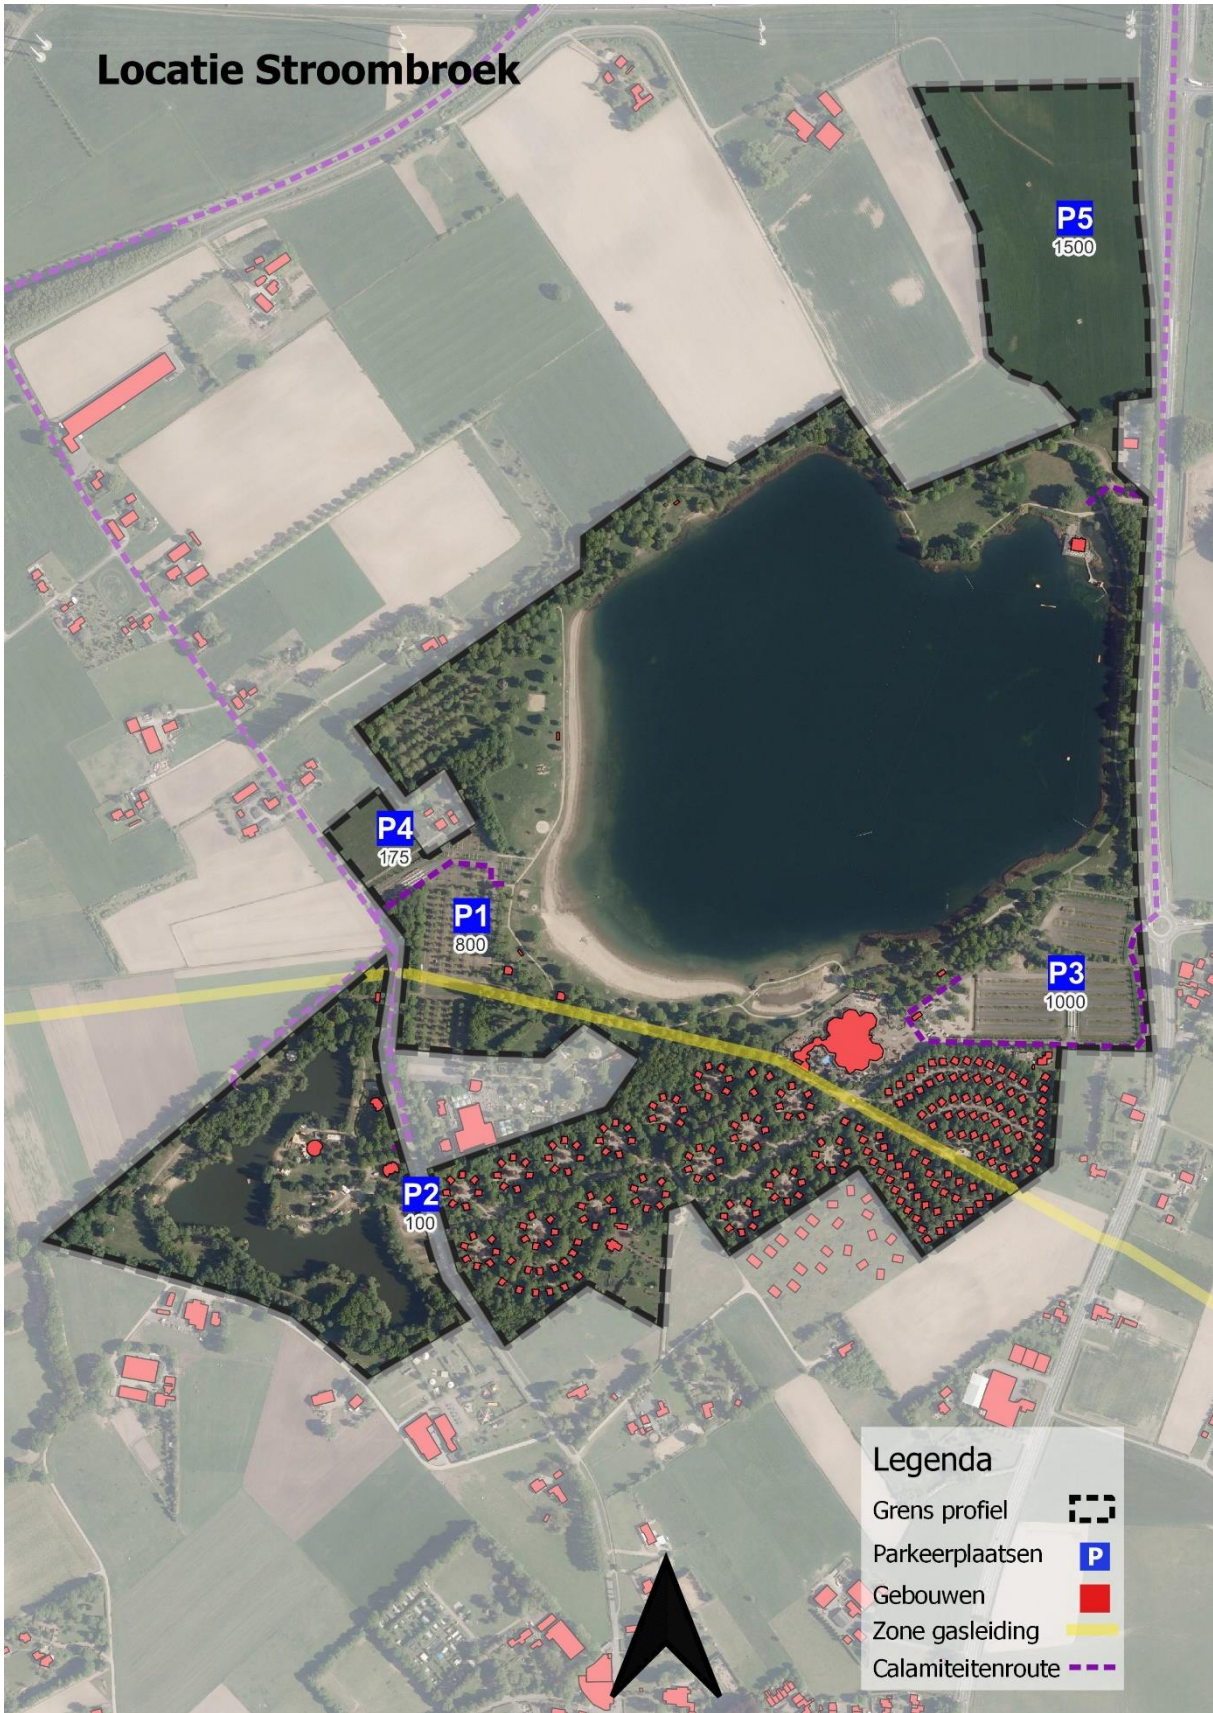 Locatie Stroombroek
P5
1500
P4
175
P1
800
P3
1000
P2
100
Legenda
Grens profiel
Parkeerplaatsen P
Gebouwen
Zone gasleiding
Calamiteitenroute